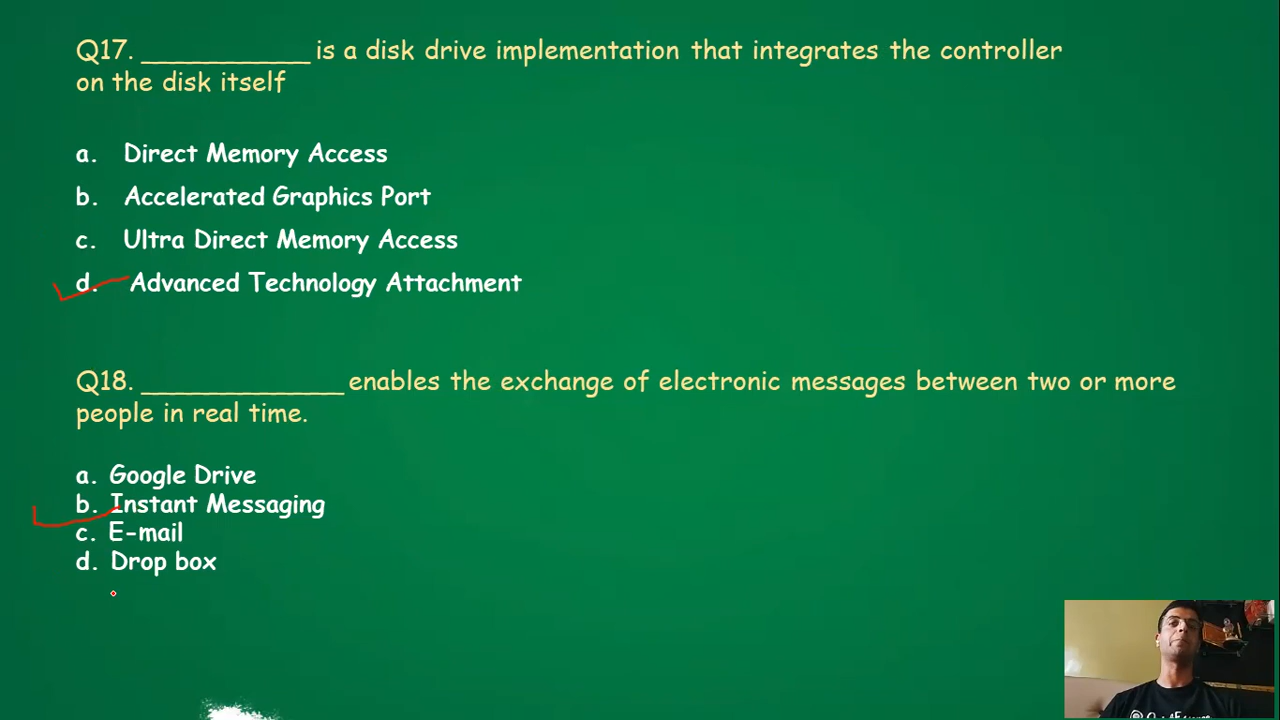 Q17. ___________ is a disk drive implementation that integrates the controller
on the disk itself
a. Direct Memory Access
b. Accelerated Graphics Port
c. Ultra Direct Memory Access
d. Advanced Technology Attachment
Q18. _____________ enables the exchange of electronic messages between two or more
people in real time.
a. Google Drive
b. Instant Messaging
c. E-mail
d. Drop box